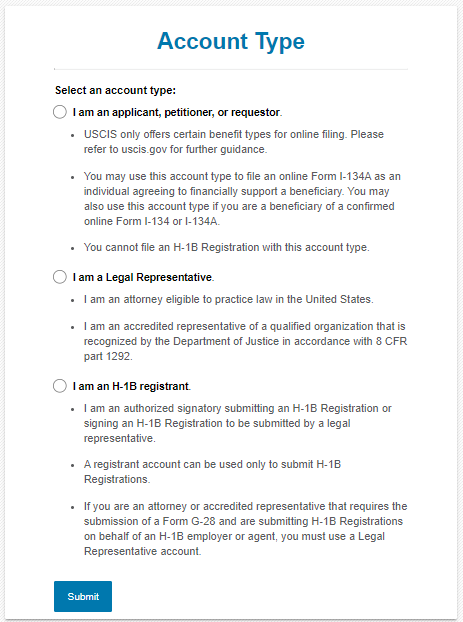 Account Type
Select an account type:
I am an applicant, petitioner, or requestor.
• USCIS only offers certain benefit types for online filing. Please
refer to uscis.gov for further guidance.
• You may use this account type to file an online Form I-134A as an
individual agreeing to financially support a beneficiary. You may
also use this account type if you are a beneficiary of a confirmed
online Form I-134 or I-134A.
• You cannot file an H-1B Registration with this account type.
I am a Legal Representative.
• I am an attorney eligible to practice law in the United States.
• I am an accredited representative of a qualified organization that is
recognized by the Department of Justice in accordance with 8 CFR
part 1292.
I am an H-1B registrant.
• I am an authorized signatory submitting an H-1B Registration or
signing an H-1B Registration to be submitted by a legal
representative.
• A registrant account can be used only to submit H-1B
Registrations.
• If you are an attorney or accredited representative that requires the
submission of a Form G-28 and are submitting H-1B Registrations
on behalf of an H-1B employer or agent, you must use a Legal
Representative account.
Submit